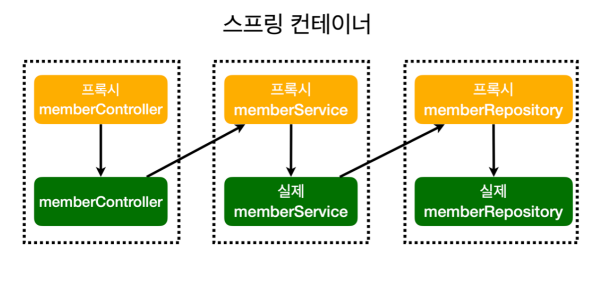 스프링 컨테이너
프록시
memberController
프록시
memberService
프록시
memberRepository
memberController
실제
memberService
실제
memberRepository